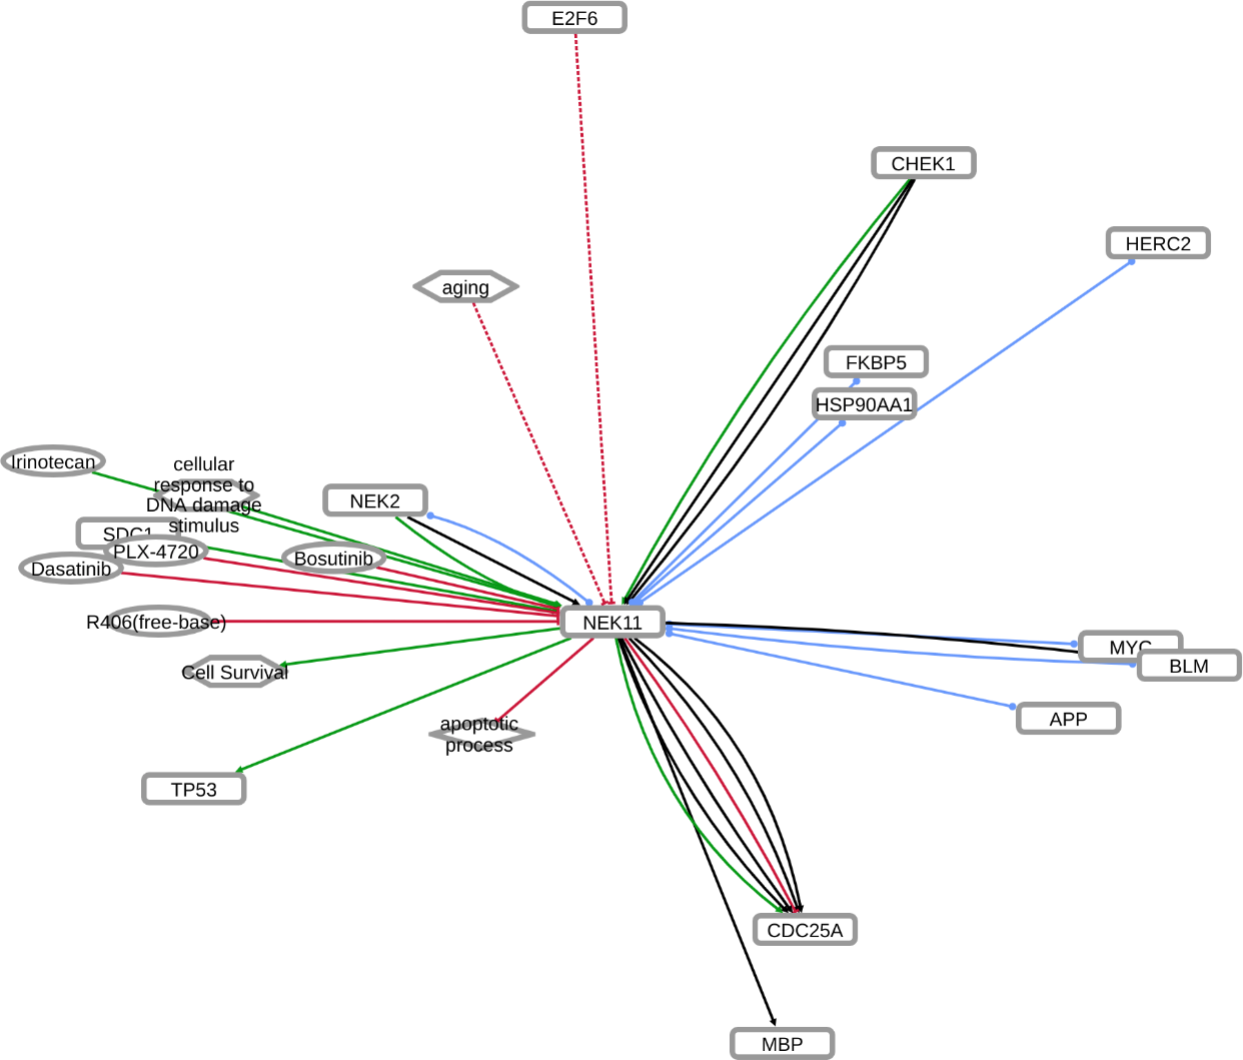 E2F6
CHEK1
HERC2
aging
FKBP5
HSP90AA1
Irinotecan
cellular
response to
DNA damage
stimulus
NEK2
SDC1
PLX-4720
Bosutinib
Dasatinib
R406(free-base)
NEK11
MYC
BLM
Cell Survival
APP
apoptotic
process
TP53
CDC25A
MBP